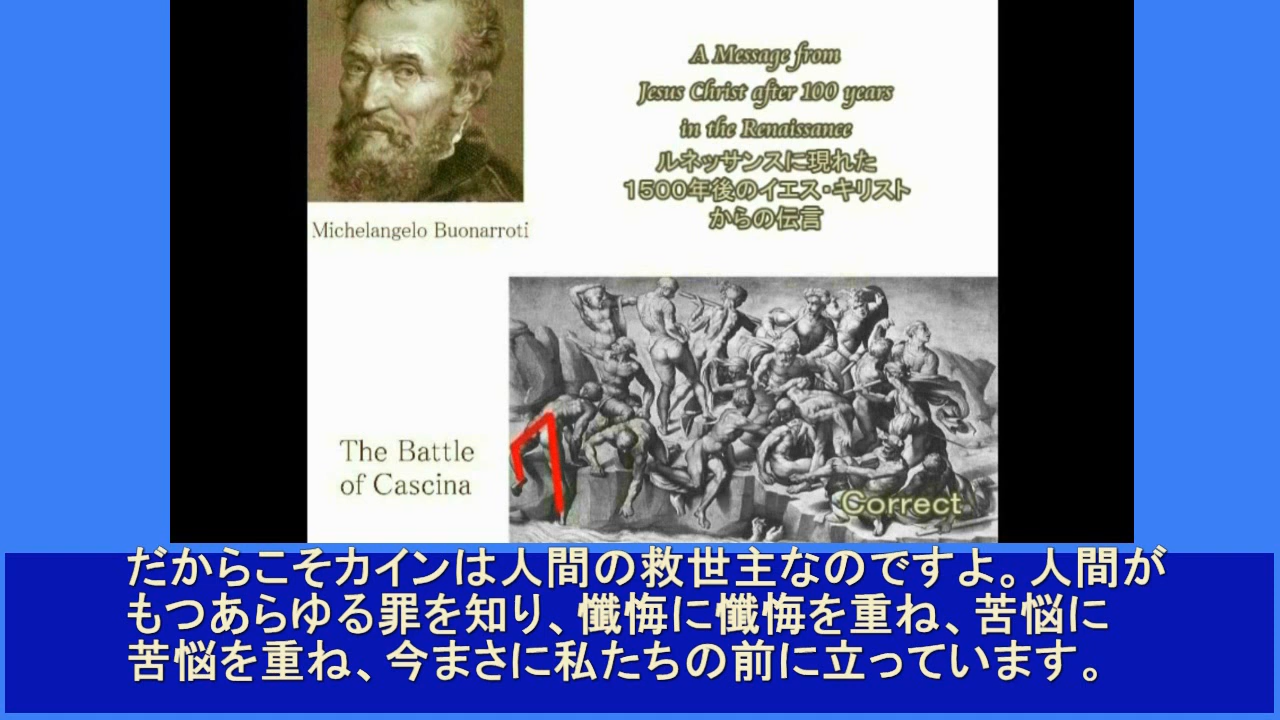 A Message from
Jesus Christ after 100 years
in the Renaissance
ルネッサンスに現れた
1500年後のイエス・キリスト
からの伝言
Michelangelo Buonarroti
The Battle
of Cascina
Correct
だからこそカインは人間の救世主なのですよ。人間が
もつあらゆる罪を知り、懺悔に懺悔を重ね、苦悩に
苦悩を重ね、今まさに私たちの前に立っています。